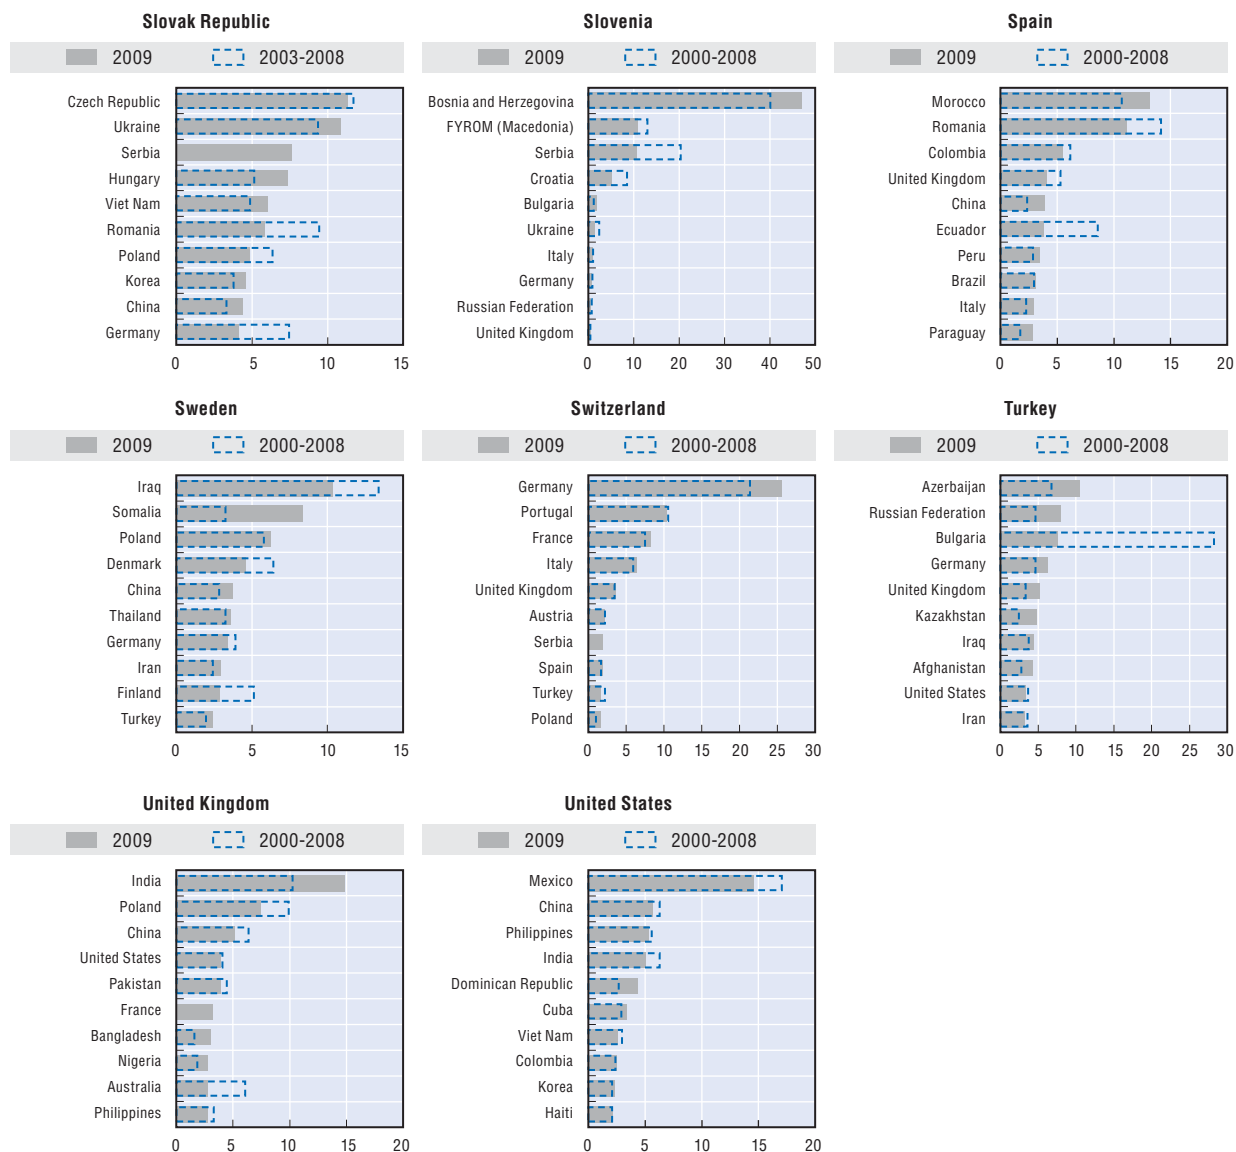 Slovak Republic
2009 2003-2008
Czech Republic
Ukraine
Serbia
Hungary
Viet Nam
Romania
Poland
Korea
China
Germany
0 5 10 15
Slovenia
2009 2000-2008
Bosnia and Herzegovina
FYROM (Macedonia)
Serbia
Croatia
Bulgaria
Ukraine
Italy
Germany
Russian Federation
United Kingdom
0 10 20 30 40 50
Spain
2009 2000-2008
Morocco
Romania
Colombia
United Kingdom
China
Ecuador
Peru
Brazil
Italy
Paraguay
0 5 10 15 20
Sweden
2009 2000-2008
Iraq
Somalia
Poland
Denmark
China
Thailand
Germany
Iran
Finland
Turkey
0 5 10 15
Switzerland
2009 2000-2008
Germany
Portugal
France
Italy
United Kingdom
Austria
Serbia
Spain
Turkey
Poland
0 5 10 15 20 25 30
Turkey
2009 2000-2008
Azerbaijan
Russian Federation
Bulgaria
Germany
United Kingdom
Kazakhstan
Iraq
Afghanistan
United States
Iran
0 5 10 15 20 25 30
United Kingdom
2009 2000-2008
India
Poland
China
United States
Pakistan
France
Bangladesh
Nigeria
Australia
Philippines
0 5 10 15 20
United States
2009 2000-2008
Mexico
China
Philippines
India
Dominican Republic
Cuba
Viet Nam
Colombia
Korea
Haiti
0 5 10 15 20